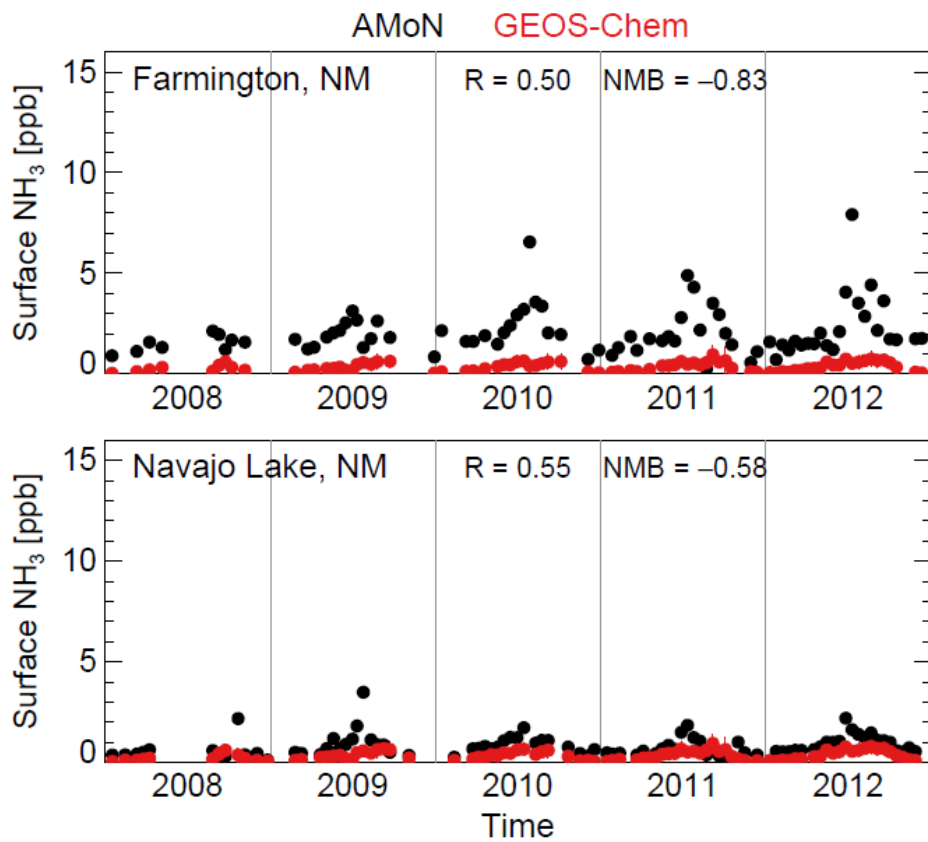 AMoN GEOS-Chem
Farmington, NM R = 0.50 NMB = −0.83
Surface NH3 [ppb]
15
10
5
0
2008 2009 2010 2011 2012
Navajo Lake, NM R = 0.55 NMB = −0.58
Surface NH3 [ppb]
15
10
5
0
2008 2009 2010 2011 2012
Time